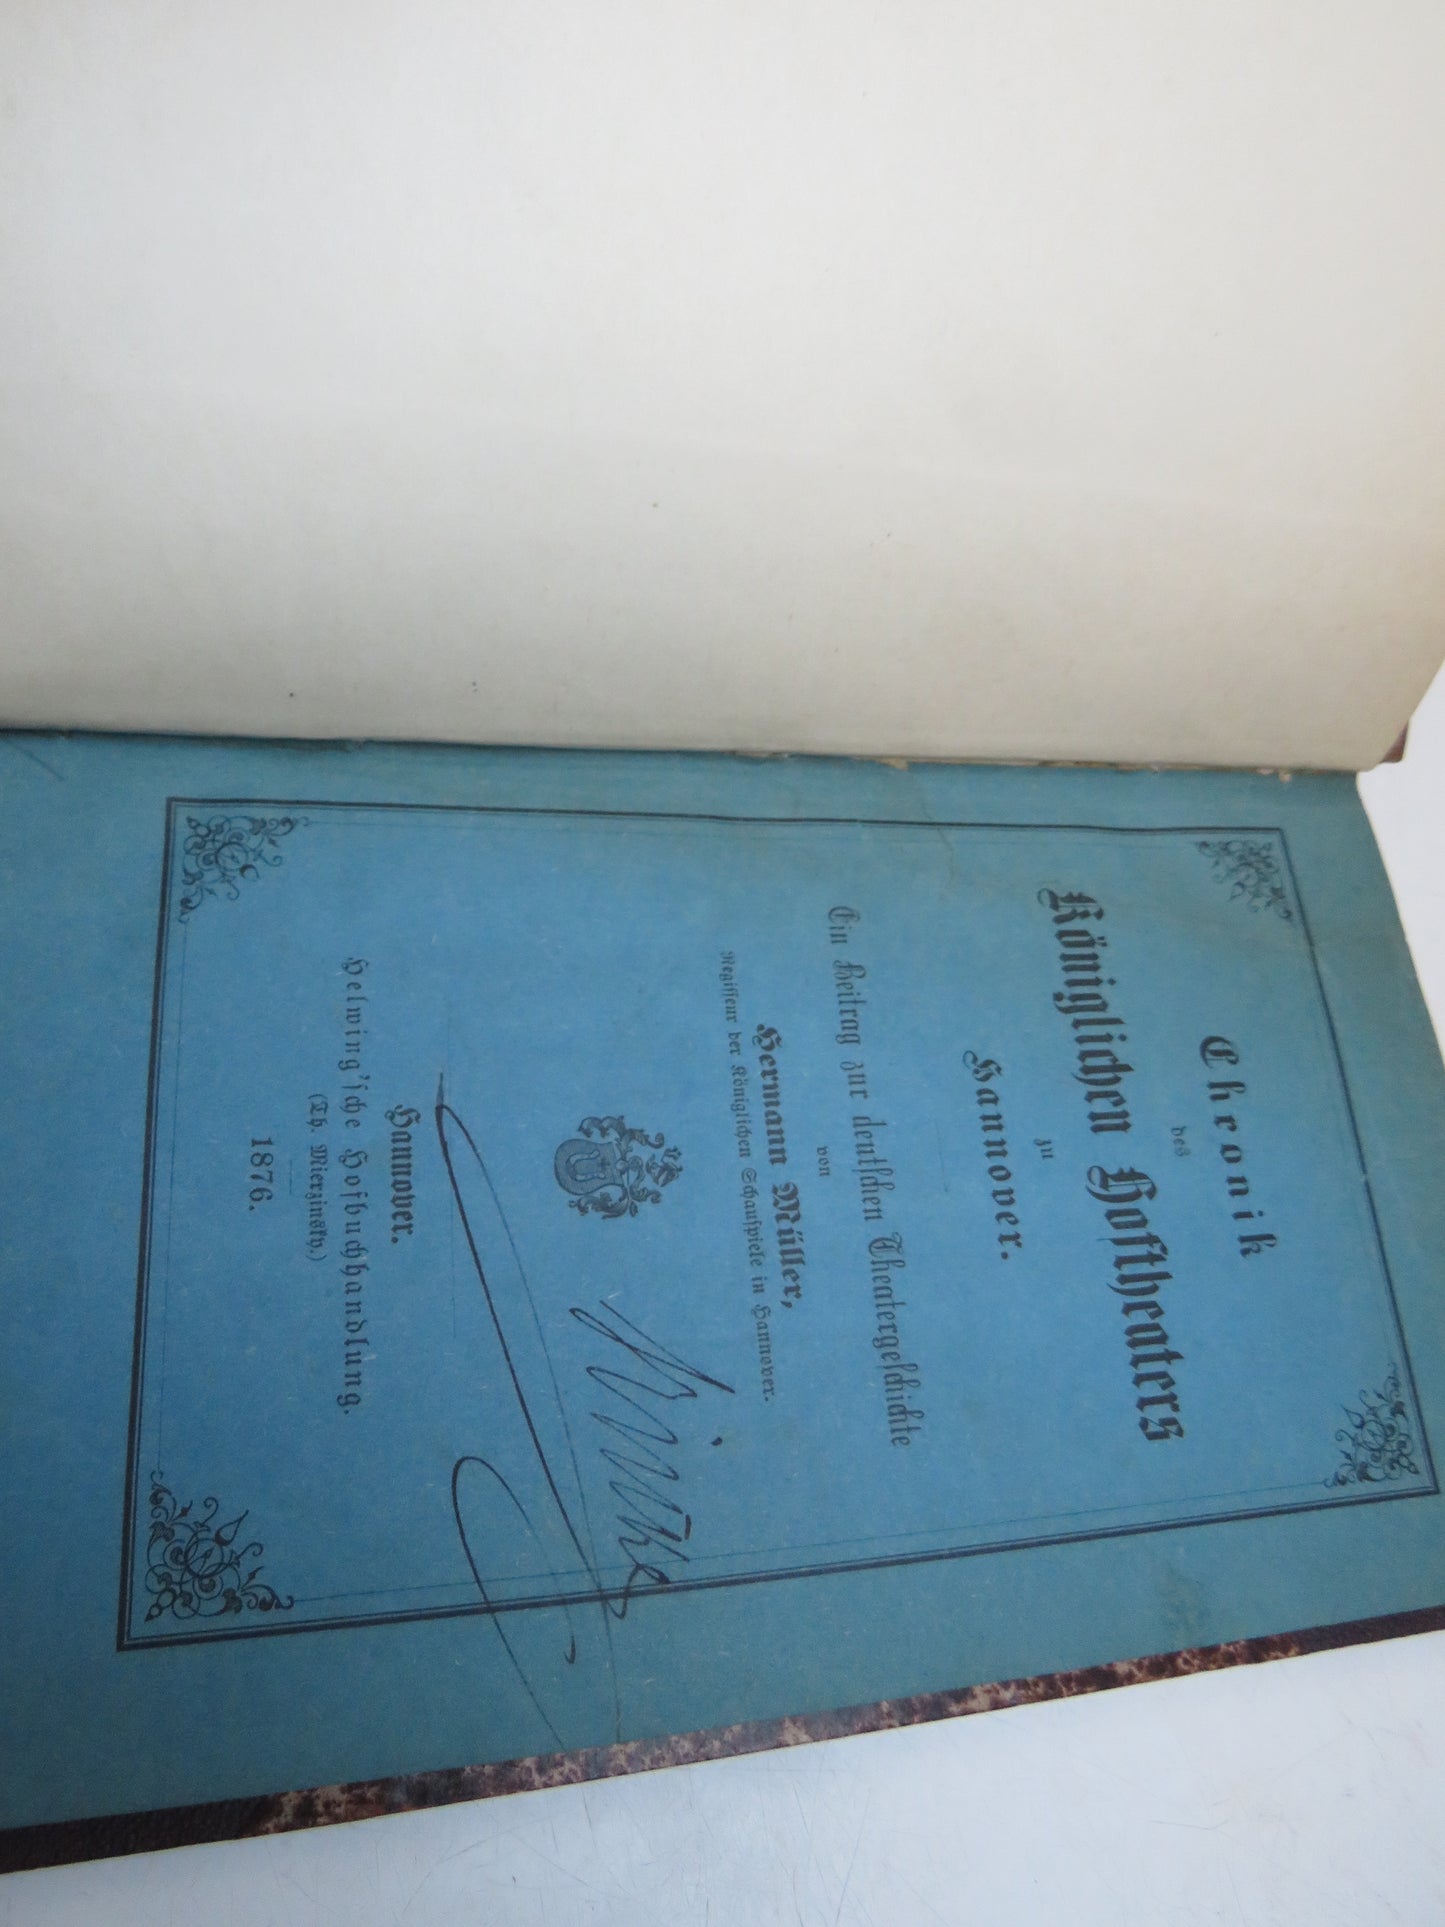 Chronik
des
Königlichen Hoftheaters
zu
Hannover.
Ein Beitrag zur deutschen Theatergeschichte
von
Hermann Müller,
Regisseur der Königlichen Schauspiele in Hannover.
Hannover.
Helwing'sche Hofbuchhandlung.
(Th. Mierzinsky.)
1876.